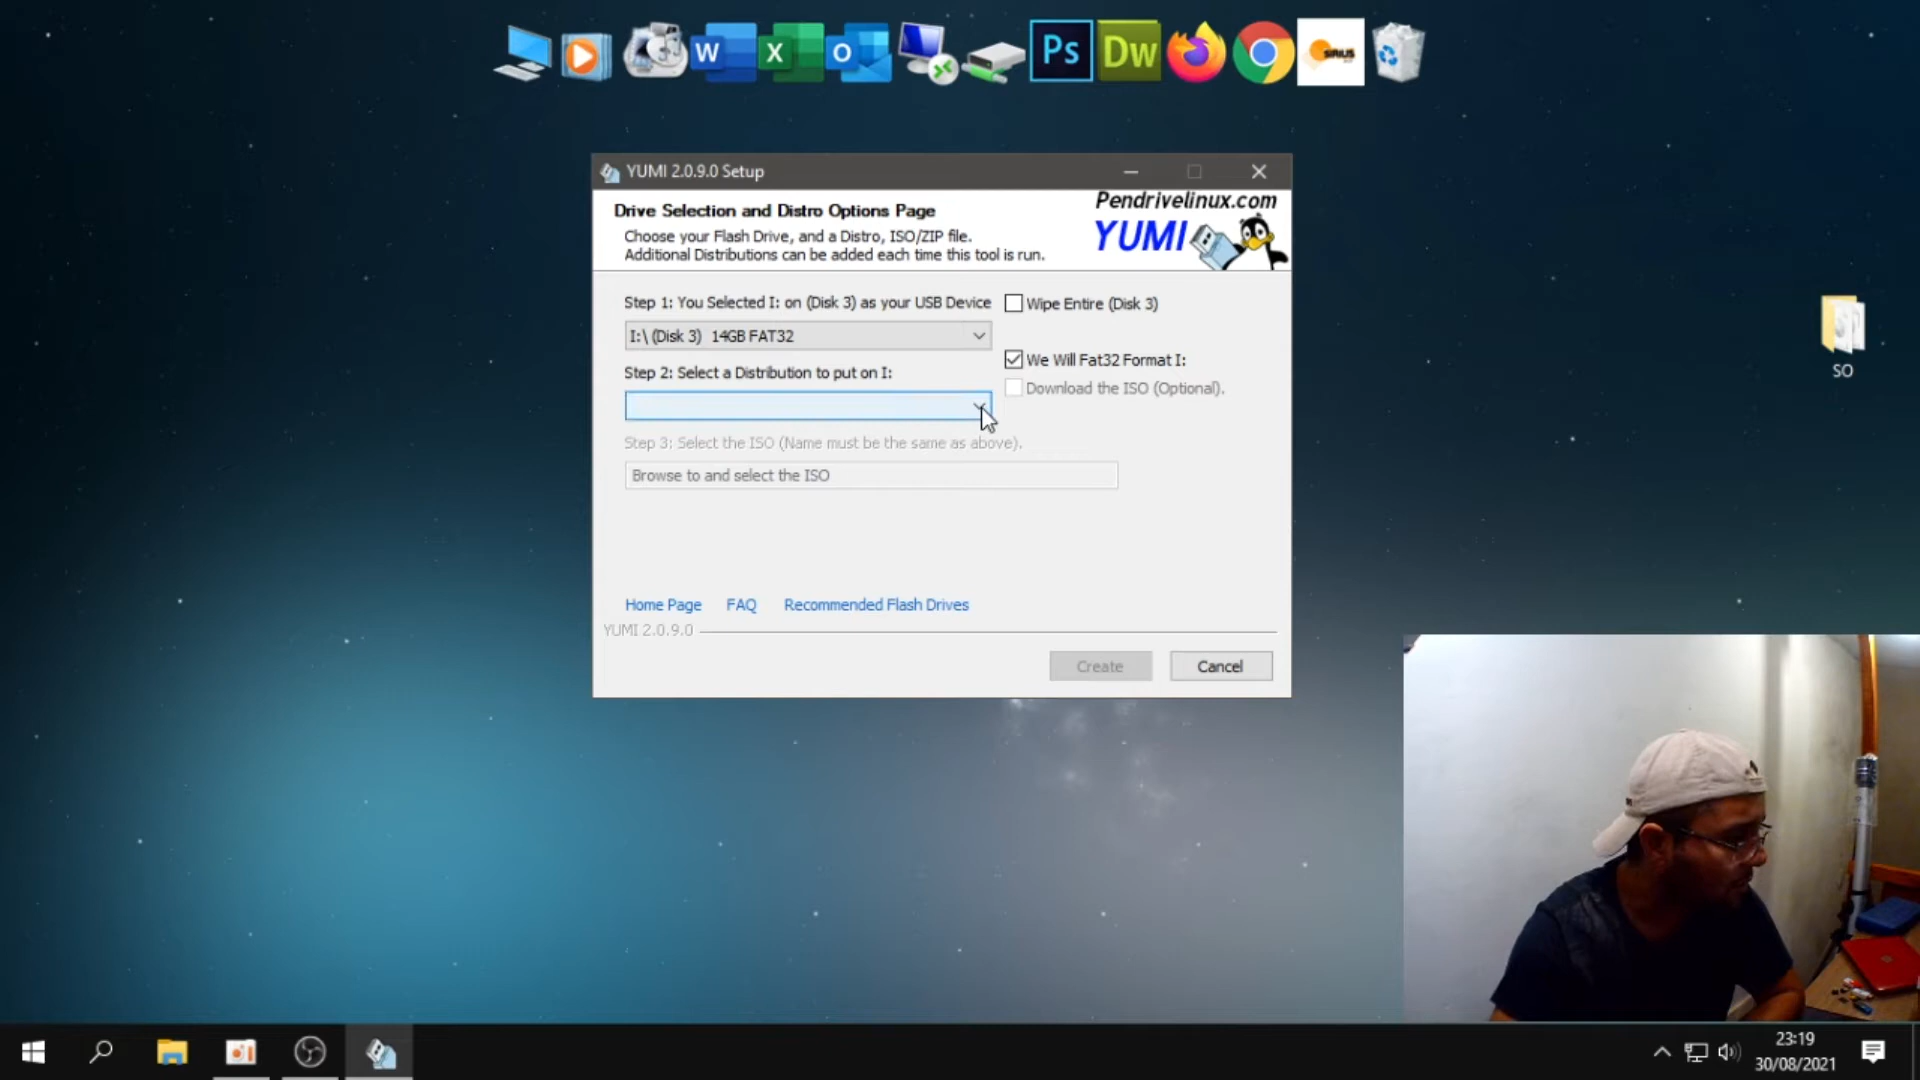 W
X
O
Ps
Dw
SIRIUS
YUMI 2.0.9.0 Setup
Pendrivelinux.com
YUMI
Drive Selection and Distro Options Page
Choose your Flash Drive, and a Distro, ISO/ZIP file.
Additional Distributions can be added each time this tool is run.
Step 1: You Selected I: on (Disk 3) as your USB Device
Wipe Entire (Disk 3)
I:\ (Disk 3) 14GB FAT32
We Will Fat32 Format I:
Step 2: Select a Distribution to put on I:
Download the ISO (Optional).
Step 3: Select the ISO (Name must be the same as above).
Browse to and select the ISO
Home Page FAQ Recommended Flash Drives
YUMI 2.0.9.0
Create Cancel
SO
23:19
30/08/2021